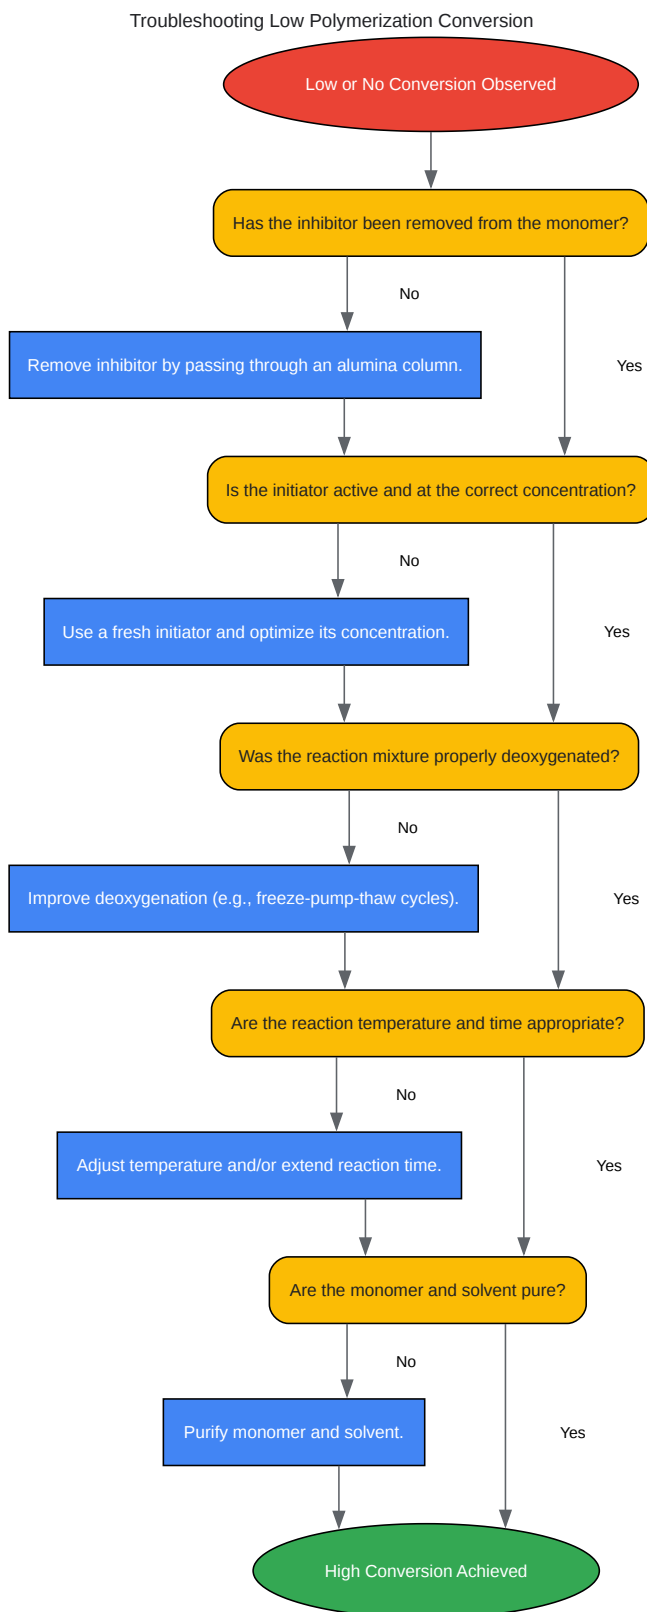 Troubleshooting Low Polymerization Conversion
Low or No Conversion Observed
Has the inhibitor been removed from the monomer?
No
Remove inhibitor by passing through an alumina column.
Yes
Is the initiator active and at the correct concentration?
No
Use a fresh initiator and optimize its concentration.
Yes
Was the reaction mixture properly deoxygenated?
No
Improve deoxygenation (e.g., freeze-pump-thaw cycles).
Yes
Are the reaction temperature and time appropriate?
No
Adjust temperature and/or extend reaction time.
Yes
Are the monomer and solvent pure?
No
Purify monomer and solvent.
Yes
High Conversion Achieved